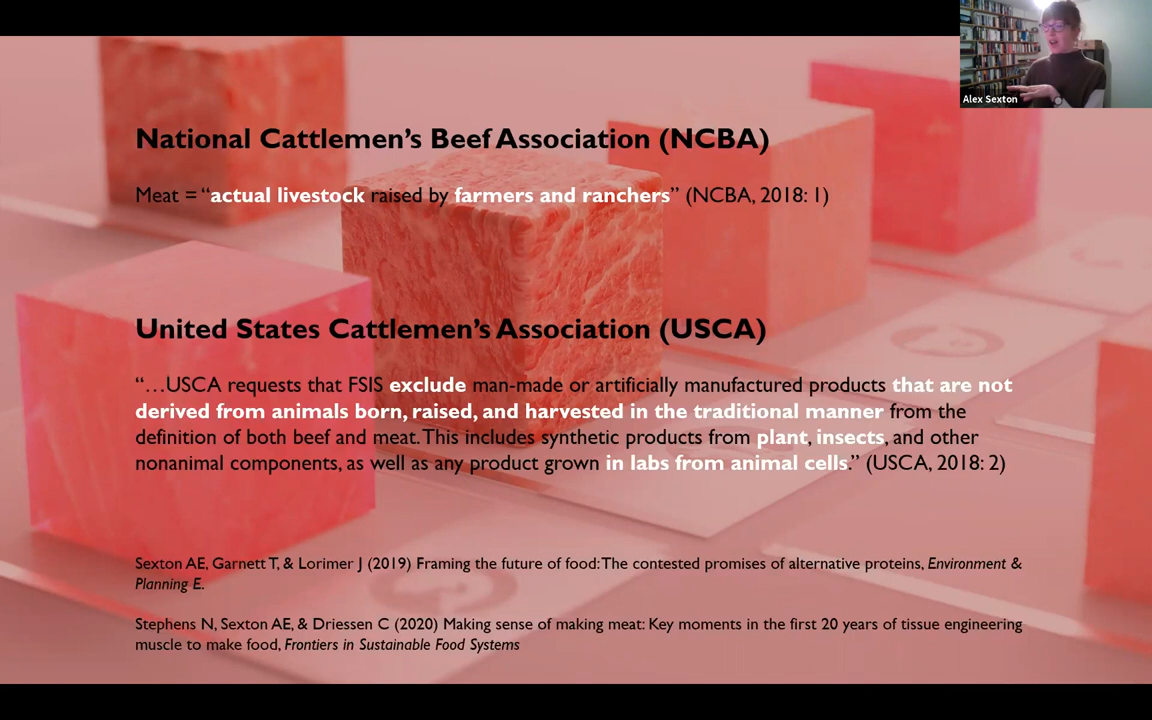 Alex Sexton
National Cattlemen's Beef Association (NCBA)
Meat = “actual livestock raised by farmers and ranchers” (NCBA, 2018: 1)
United States Cattlemen's Association (USCA)
“…USCA requests that FSIS exclude man-made or artificially manufactured products that are not
derived from animals born, raised, and harvested in the traditional manner from the
definition of both beef and meat. This includes synthetic products from plant, insects, and other
nonanimal components, as well as any product grown in labs from animal cells.” (USCA, 2018: 2)
Sexton AE, Garnett T, & Lorimer J (2019) Framing the future of food: The contested promises of alternative proteins, Environment &
Planning E.
Stephens N, Sexton AE, & Driessen C (2020) Making sense of making meat: Key moments in the first 20 years of tissue engineering
muscle to make food, Frontiers in Sustainable Food Systems